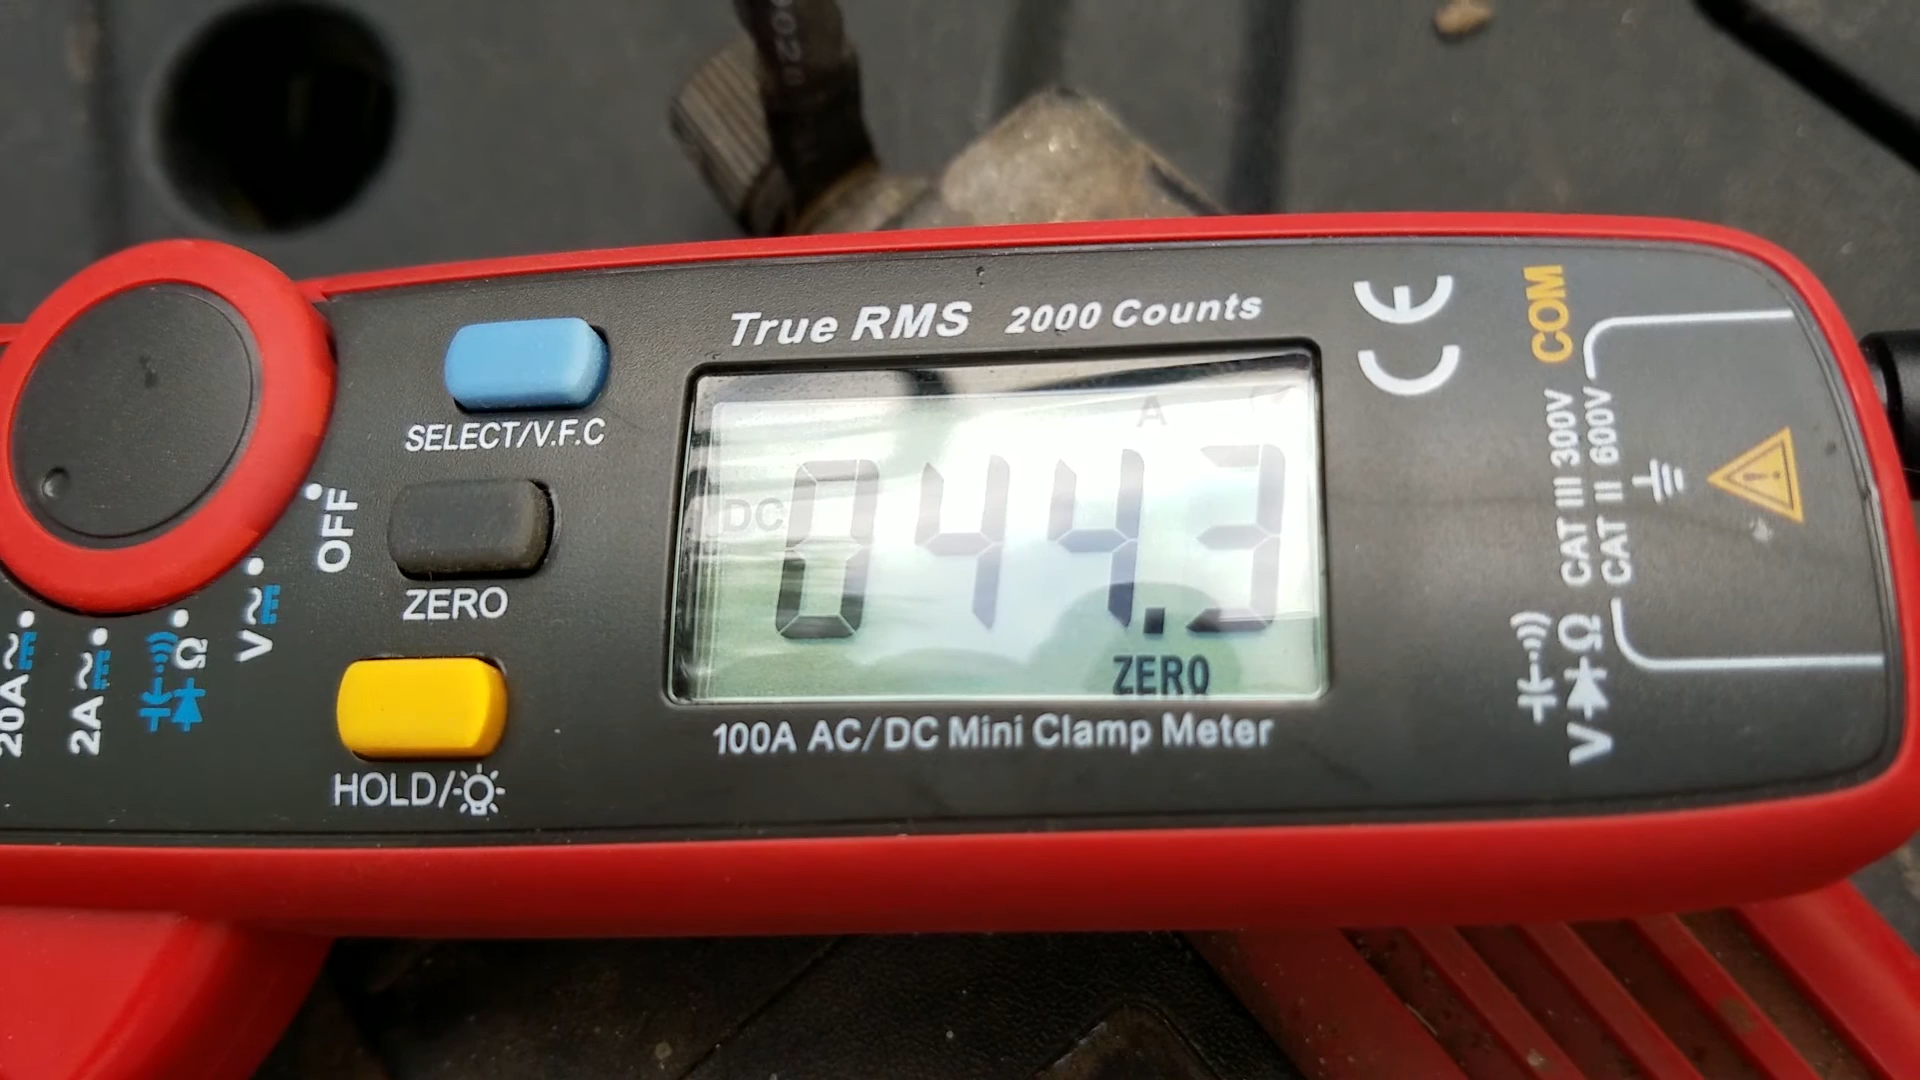 True RMS 2000 Counts
SELECT/V.F.C
ZERO
HOLD/
OFF
V
Ω
2A
20A
A
DC
044.3
ZERO
100A AC/DC Mini Clamp Meter
CE
COM
CAT III 300V
CAT II 600V
VΩ